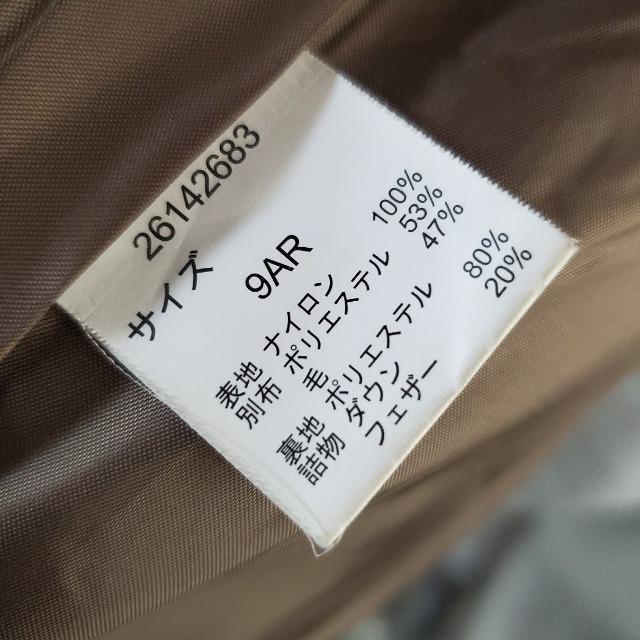 26142683
サイズ 9AR
表地 ナイロン 100%
別布 ポリエステル 53%
毛 47%
裏地 ポリエステル
詰物 ダウン 80%
フェザー 20%